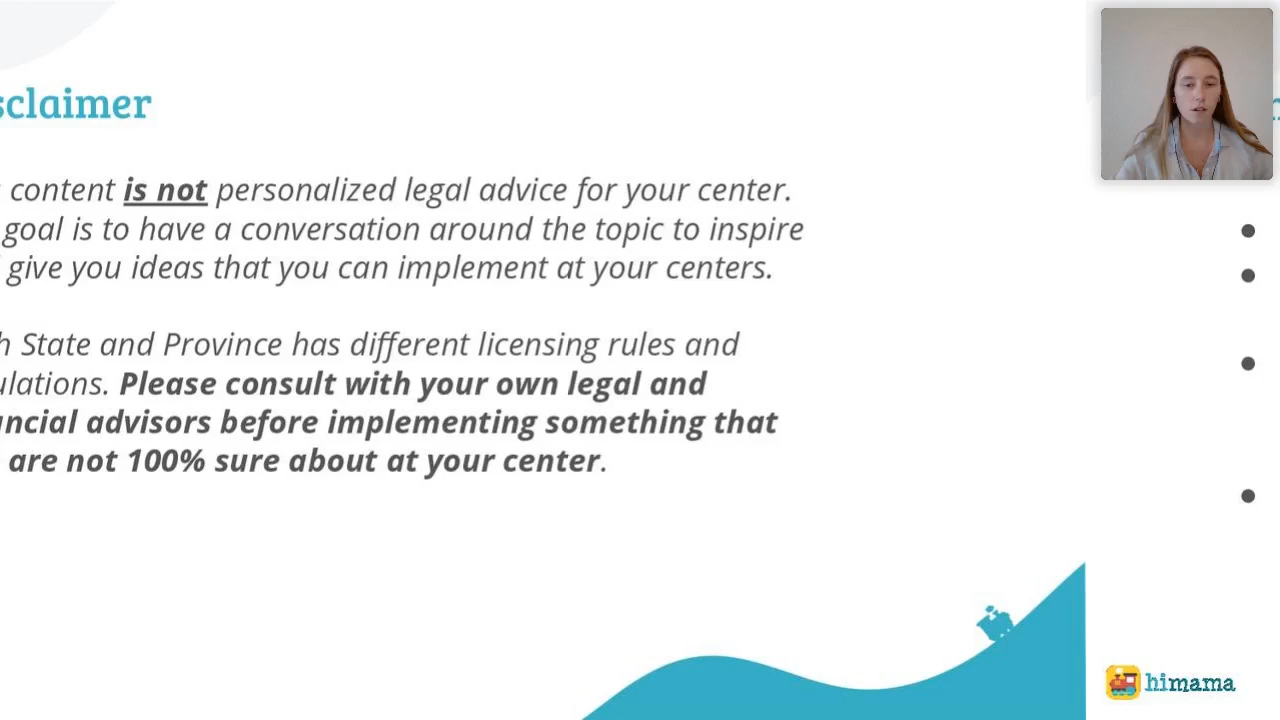 sclaimer
content is not personalized legal advice for your center.
goal is to have a conversation around the topic to inspire
give you ideas that you can implement at your centers.
h State and Province has different licensing rules and
ulations. Please consult with your own legal and
ncial advisors before implementing something that
are not 100% sure about at your center.
himama